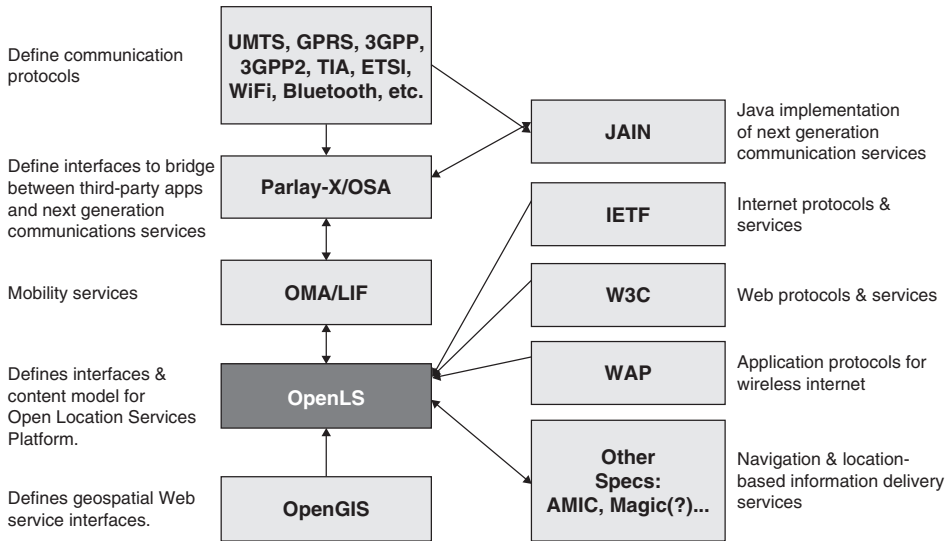 Define communication
protocols
UMTS, GPRS, 3GPP,
3GPP2, TIA, ETSI,
WiFi, Bluetooth, etc.
JAIN
Java implementation
of next generation
communication services
Define interfaces to bridge
between third-party apps
and next generation
communications services
Parlay-X/OSA
IETF
Internet protocols &
services
Mobility services
OMA/LIF
W3C
Web protocols & services
Defines interfaces &
content model for
Open Location Services
Platform.
OpenLS
WAP
Application protocols for
wireless internet
Defines geospatial Web
service interfaces.
OpenGIS
Other
Specs:
AMIC, Magic(?)...
Navigation & location-
based information delivery
services